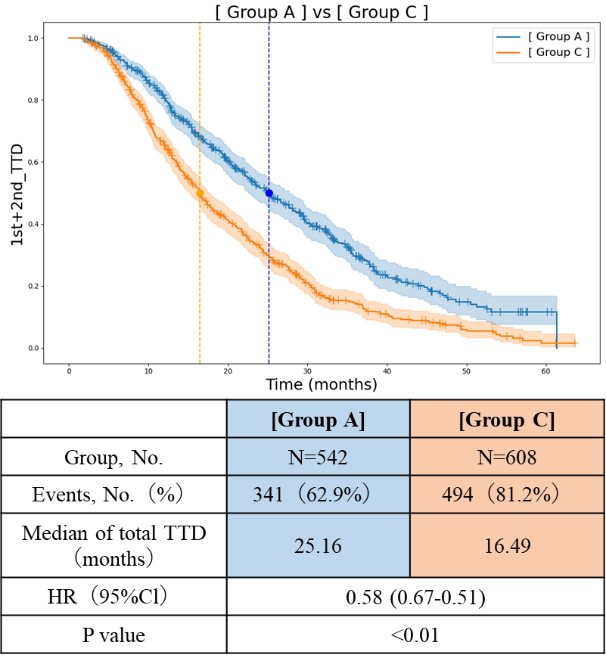 [ Group A ] vs [ Group C ]
[ Group A ]
[ Group C ]
1st+2nd_TTD
1.0
0.8
0.6
0.4
0.2
0.0
0
10
20
30
40
50
60
Time (months)
[Group A] [Group C]
Group, No. N=542 N=608
Events, No.（%） 341（62.9%） 494（81.2%）
Median of total TTD
（months） 25.16 16.49
HR（95%Cl） 0.58 (0.67-0.51)
P value <0.01